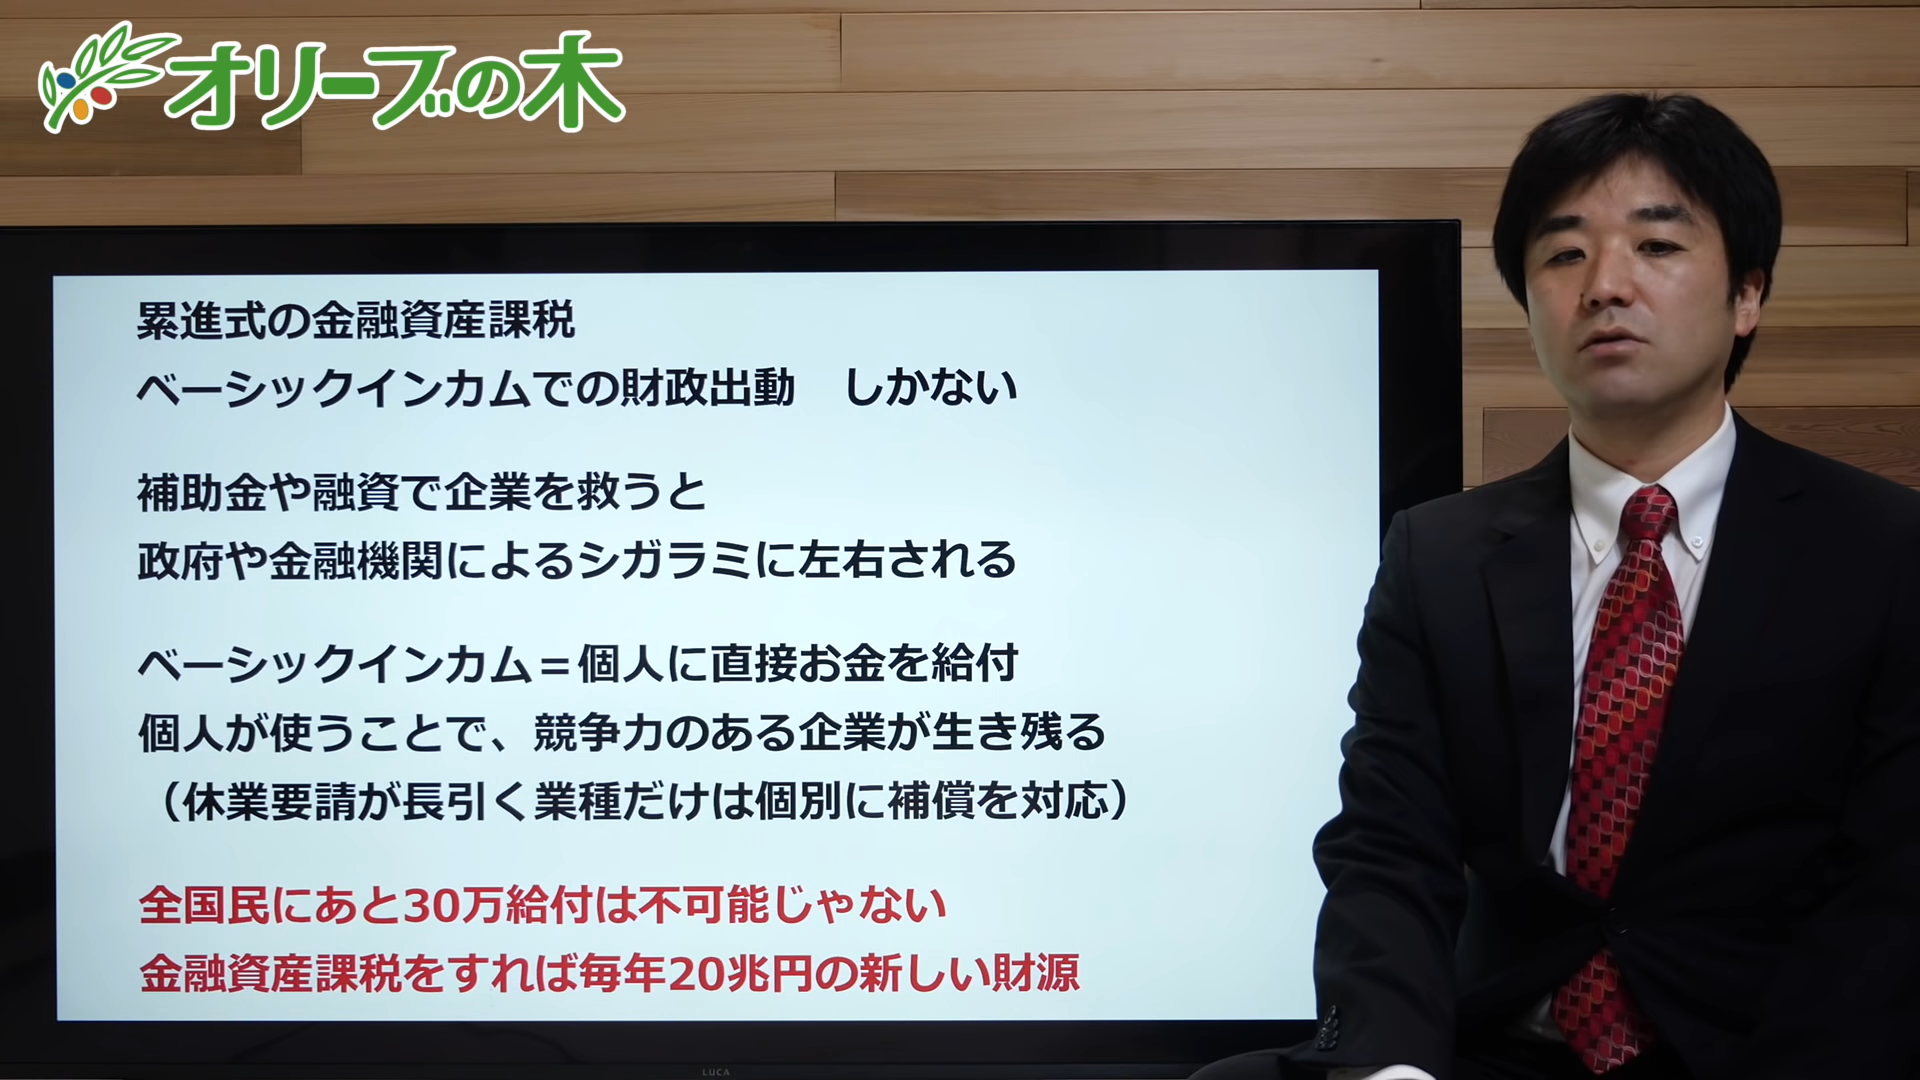 オリーブの木
累進式の金融資産課税
ベーシックインカムでの財政出動　しかない
補助金や融資で企業を救うと
政府や金融機関によるシガラミに左右される
ベーシックインカム＝個人に直接お金を給付
個人が使うことで、競争力のある企業が生き残る
（休業要請が長引く業種だけは個別に補償を対応）
全国民にあと30万給付は不可能じゃない
金融資産課税をすれば毎年20兆円の新しい財源
LUCA